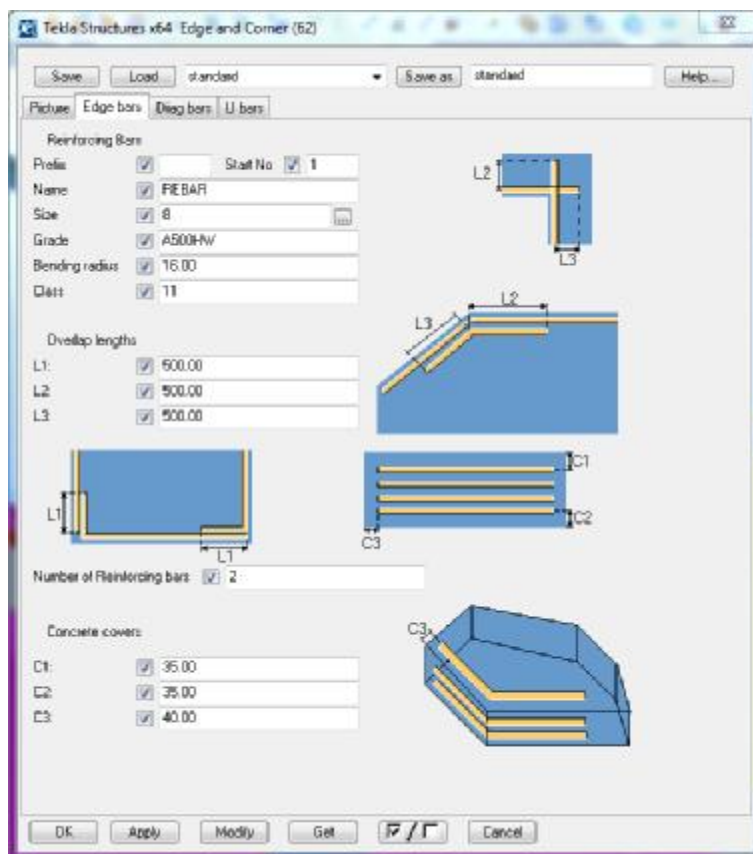 Tekla Structures x64 Edge and Corner (62)
Save Load standard Save as standard Help...
Picture Edge bars Diag bars U bars
Reinforcing Bars
Prefix Start No 1
Name REBAR
Size 8 ...
Grade A500HW
Bending radius 16.00
Class 11
L2
L3
L2
L3
Overlap lengths
L1: 500.00
L2 500.00
L3 500.00
L1
L1
C1
C2
C3
Number of Reinforcing bars 2
Concrete covers
C1: 35.00
C2: 35.00
C3: 40.00
C3
OK Apply Modify Get / Cancel